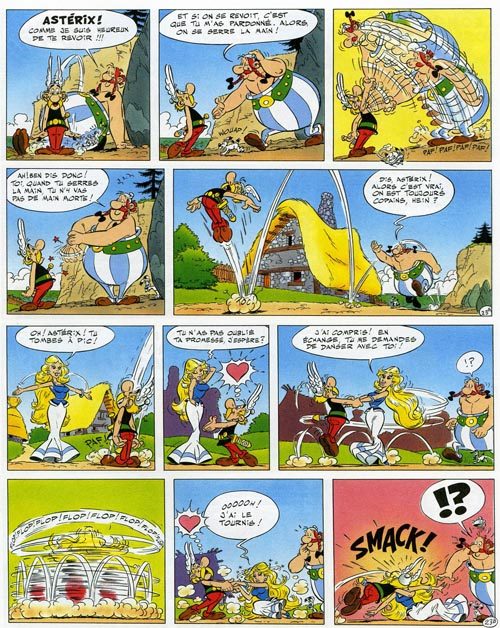 ASTÉRIX!
COMME JE SUIS HEUREUX
DE TE REVOIR !!!
ET SI ON SE REVOIT, C'EST
QUE TU M'AS PARDONNÉ. ALORS,
ON SE SERRE LA MAIN !
WOUAP!
PAF! PAF! PAF! PAF!
AH! BEN DIS DONC !
TOI, QUAND TU SERRES
LA MAIN, TU N'Y VAS
PAS DE MAIN MORTE !
DIS, ASTÉRIX !
ALORS C'EST VRAI,
ON EST TOUJOURS
COPAINS, HEIN ?
OH! ASTÉRIX! TU
TOMBES À PIC !
PAF!
TU N'AS PAS OUBLIÉ
TA PROMESSE, J'ESPÈRE ?
J'AI COMPRIS ! EN
ÉCHANGE, TU ME DEMANDES
DE DANSER AVEC TOI !
!?
FLOP! FLOP! FLOP! FLOP! FLOP! FLOP!
OOOOOH !
J'AI LE
TOURNIS !
SMACK!
!?